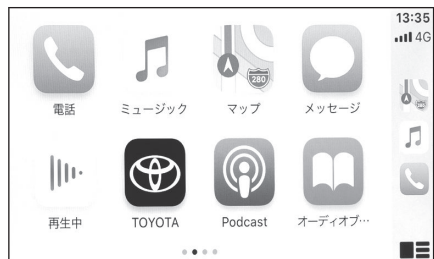 13:35
4G
280
電話
ミュージック
マップ
メッセージ
再生中
TOYOTA
Podcast
オーディオブ…